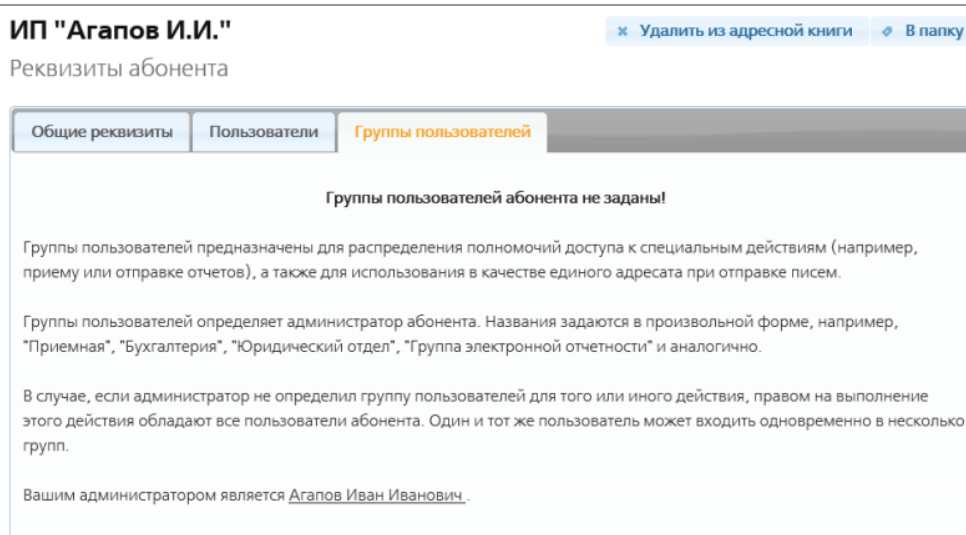 ИП "Агапов И.И."
Удалить из адресной книги
В папку
Реквизиты абонента
Общие реквизиты
Пользователи
Группы пользователей
Группы пользователей абонента не заданы!
Группы пользователей предназначены для распределения полномочий доступа к специальным действиям (например,
приему или отправке отчетов), а также для использования в качестве единого адресата при отправке писем.
Группы пользователей определяет администратор абонента. Названия задаются в произвольной форме, например,
"Приемная", "Бухгалтерия", "Юридический отдел", "Группа электронной отчетности" и аналогично.
В случае, если администратор не определил группу пользователей для того или иного действия, правом на выполнение
этого действия обладают все пользователи абонента. Один и тот же пользователь может входить одновременно в несколько
групп.
Вашим администратором является Агапов Иван Иванович .